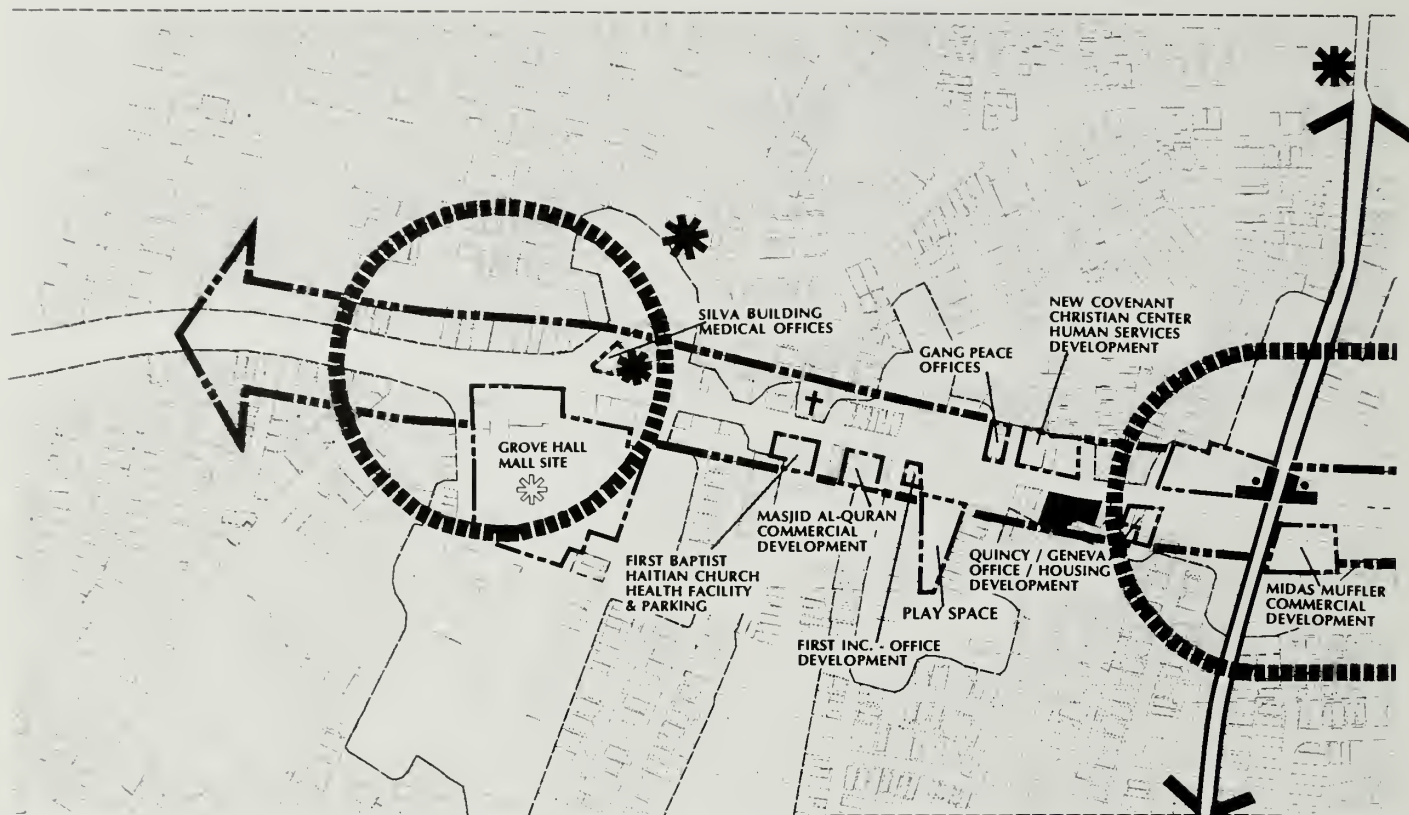 SILVA BUILDING
MEDICAL OFFICES
NEW COVENANT
CHRISTIAN CENTER
HUMAN SERVICES
DEVELOPMENT
GANG PEACE
OFFICES
GROVE HALL
MALL SITE
MASJID AL-QURAN
COMMERCIAL
DEVELOPMENT
FIRST BAPTIST
HAITIAN CHURCH
HEALTH FACILITY
& PARKING
QUINCY / GENEVA
OFFICE / HOUSING
DEVELOPMENT
PLAY SPACE
FIRST INC. - OFFICE
DEVELOPMENT
MIDAS MUFFLER
COMMERCIAL
DEVELOPMENT